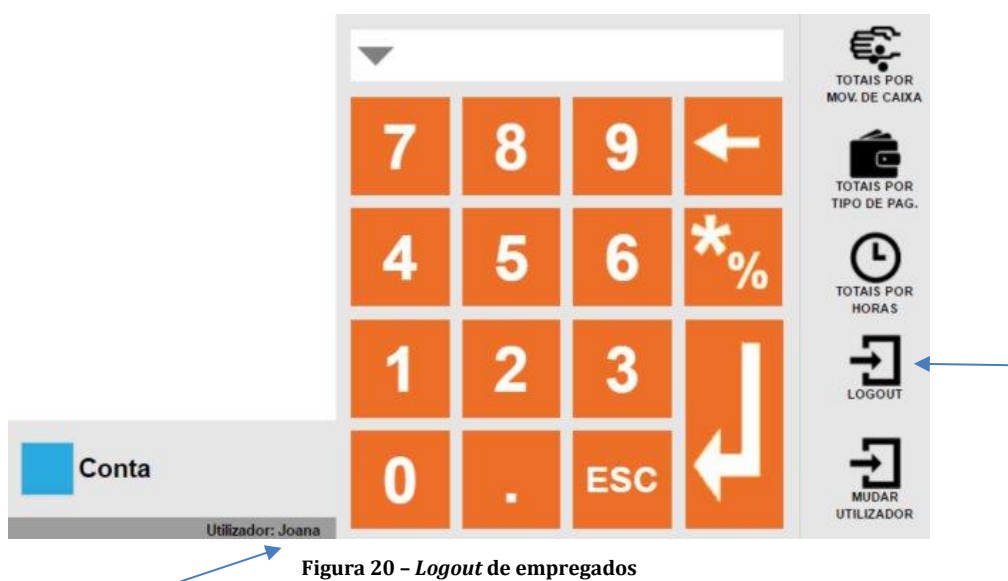 TOTAIS POR
MOV. DE CAIXA
7 8 9
TOTAIS POR
TIPO DE PAG.
4 5 6 *%
TOTAIS POR
HORAS
1 2 3
LOGOUT
Conta
0 . ESC
MUDAR
UTILIZADOR
Utilizador: Joana
Figura 20 – Logout de empregados